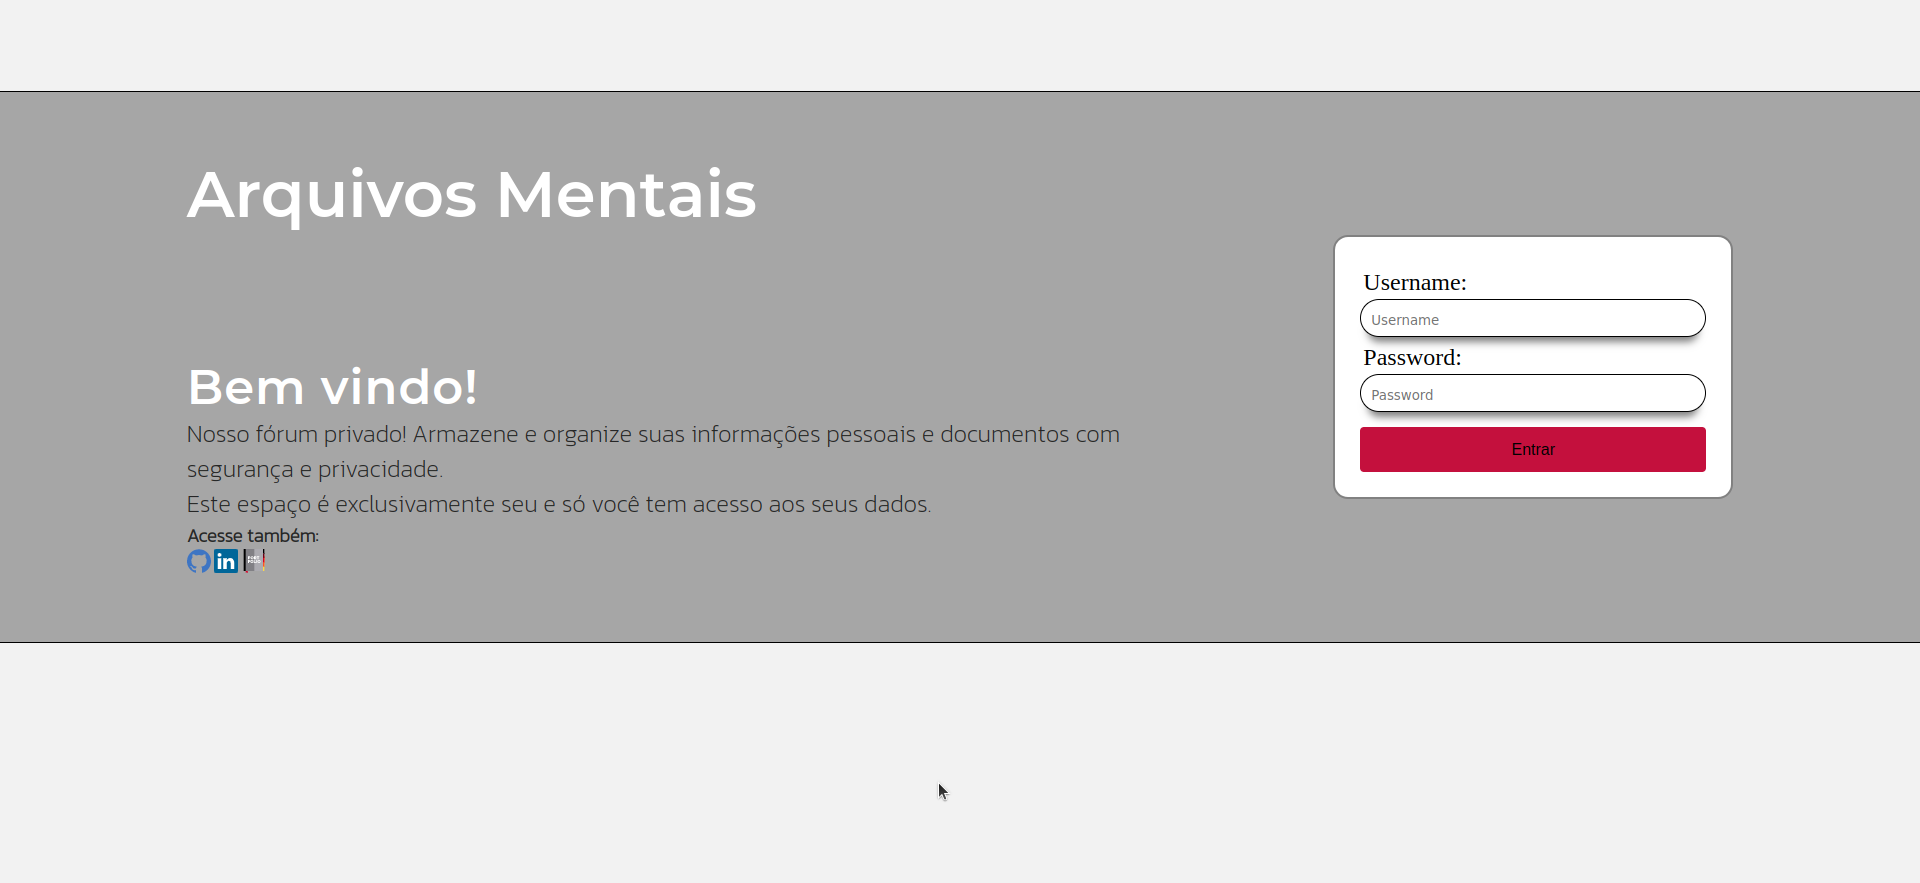 Arquivos Mentais
Bem vindo!
Nosso fórum privado! Armazene e organize suas informações pessoais e documentos com
segurança e privacidade.
Este espaço é exclusivamente seu e só você tem acesso aos seus dados.
Acesse também:
in
Username:
Username
Password:
Password
Entrar